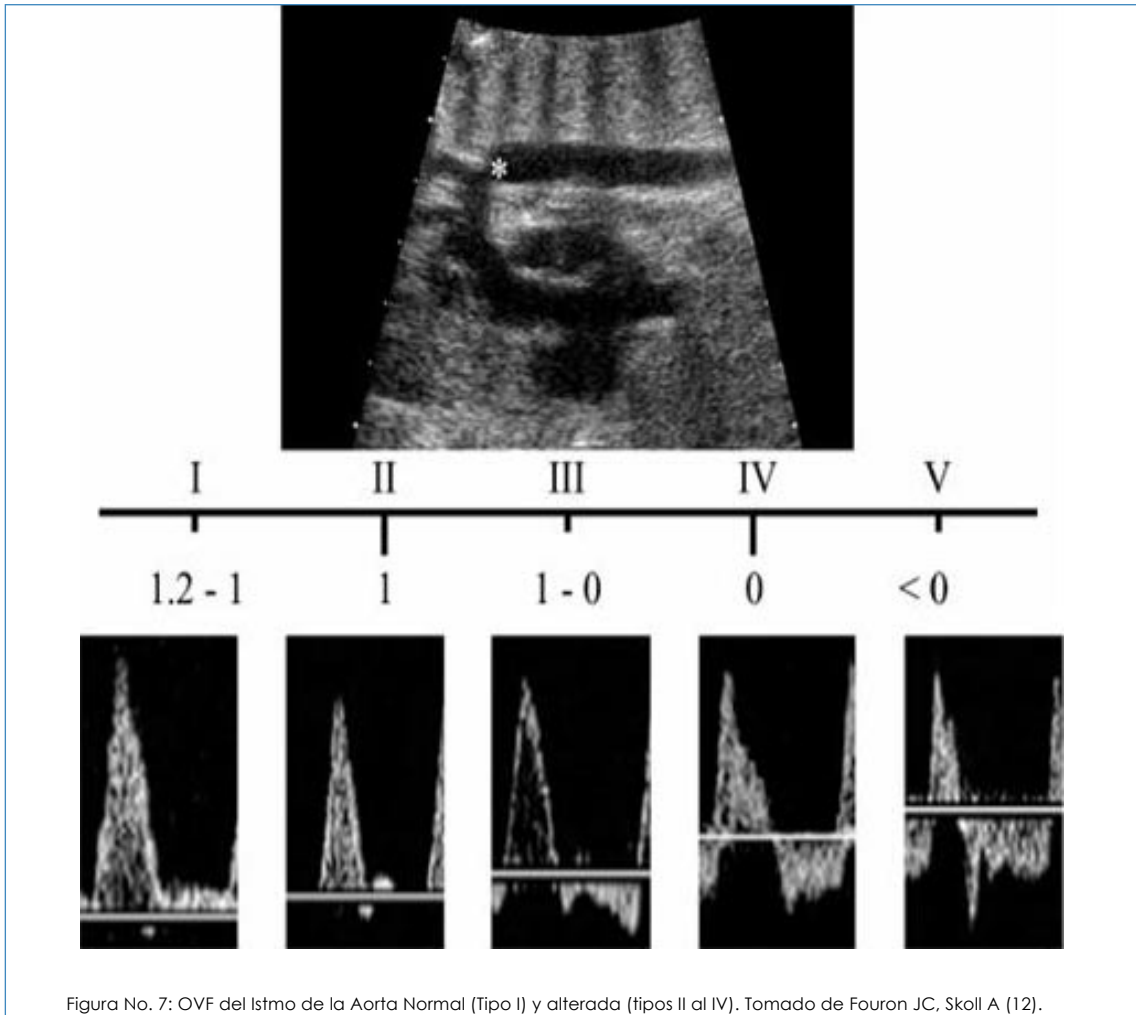 *
I II III IV V
1.2 - 1 1 1 - 0 0 < 0
Figura No. 7: OVF del Istmo de la Aorta Normal (Tipo I) y alterada (tipos II al IV). Tomado de Fouron JC, Skoll A (12).